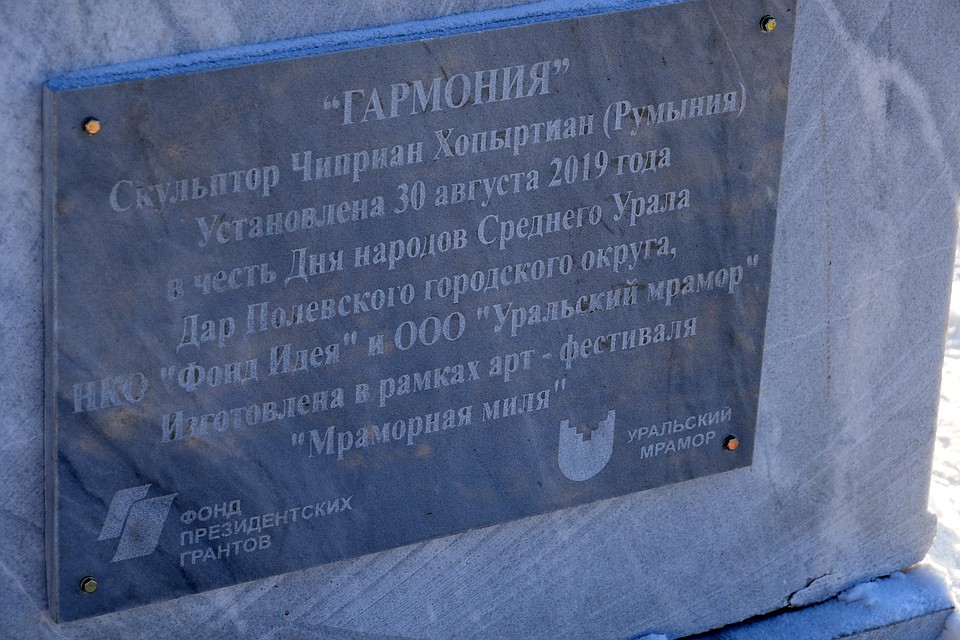 “ГАРМОНИЯ”
Скульптор Чиприан Хопыртиан (Румыния)
Установлена 30 августа 2019 года
в честь Дня народов Среднего Урала
Дар Полевского городского округа,
НКО "Фонд Идея" и ООО "Уральский мрамор"
Изготовлена в рамках арт - фестиваля
"Мраморная миля"
УРАЛЬСКИЙ
МРАМОР
ФОНД
ПРЕЗИДЕНТСКИХ
ГРАНТОВ